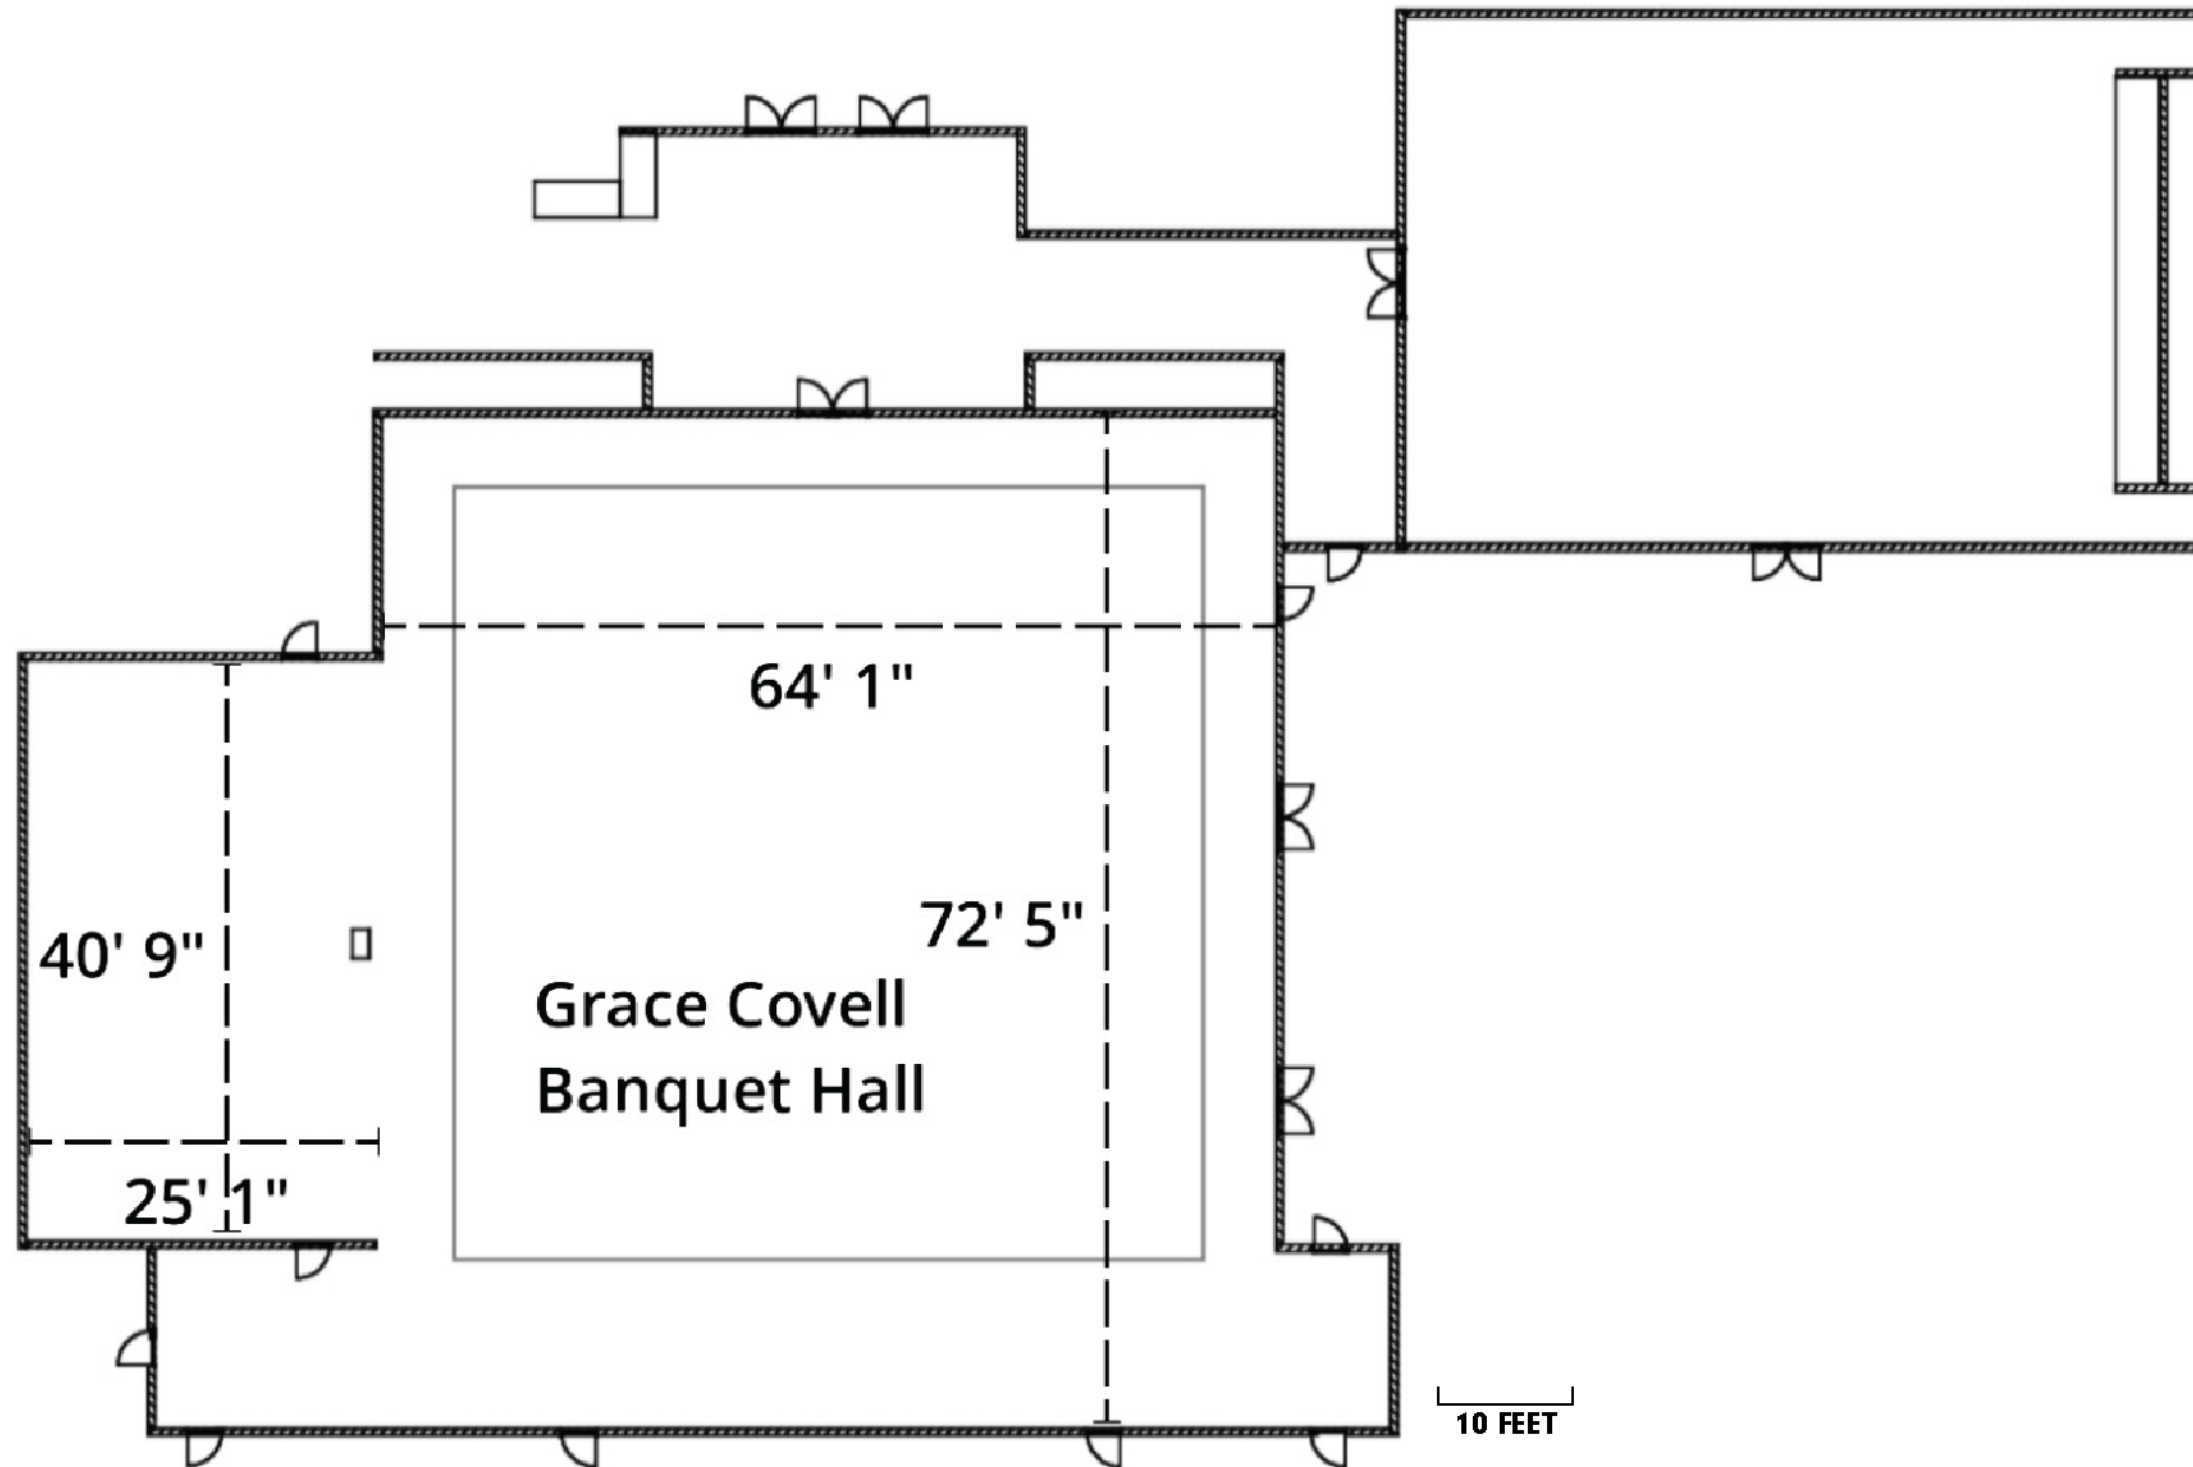 64' 1"
72' 5"
40' 9"
Grace Covell
Banquet Hall
25' 1"
10 FEET